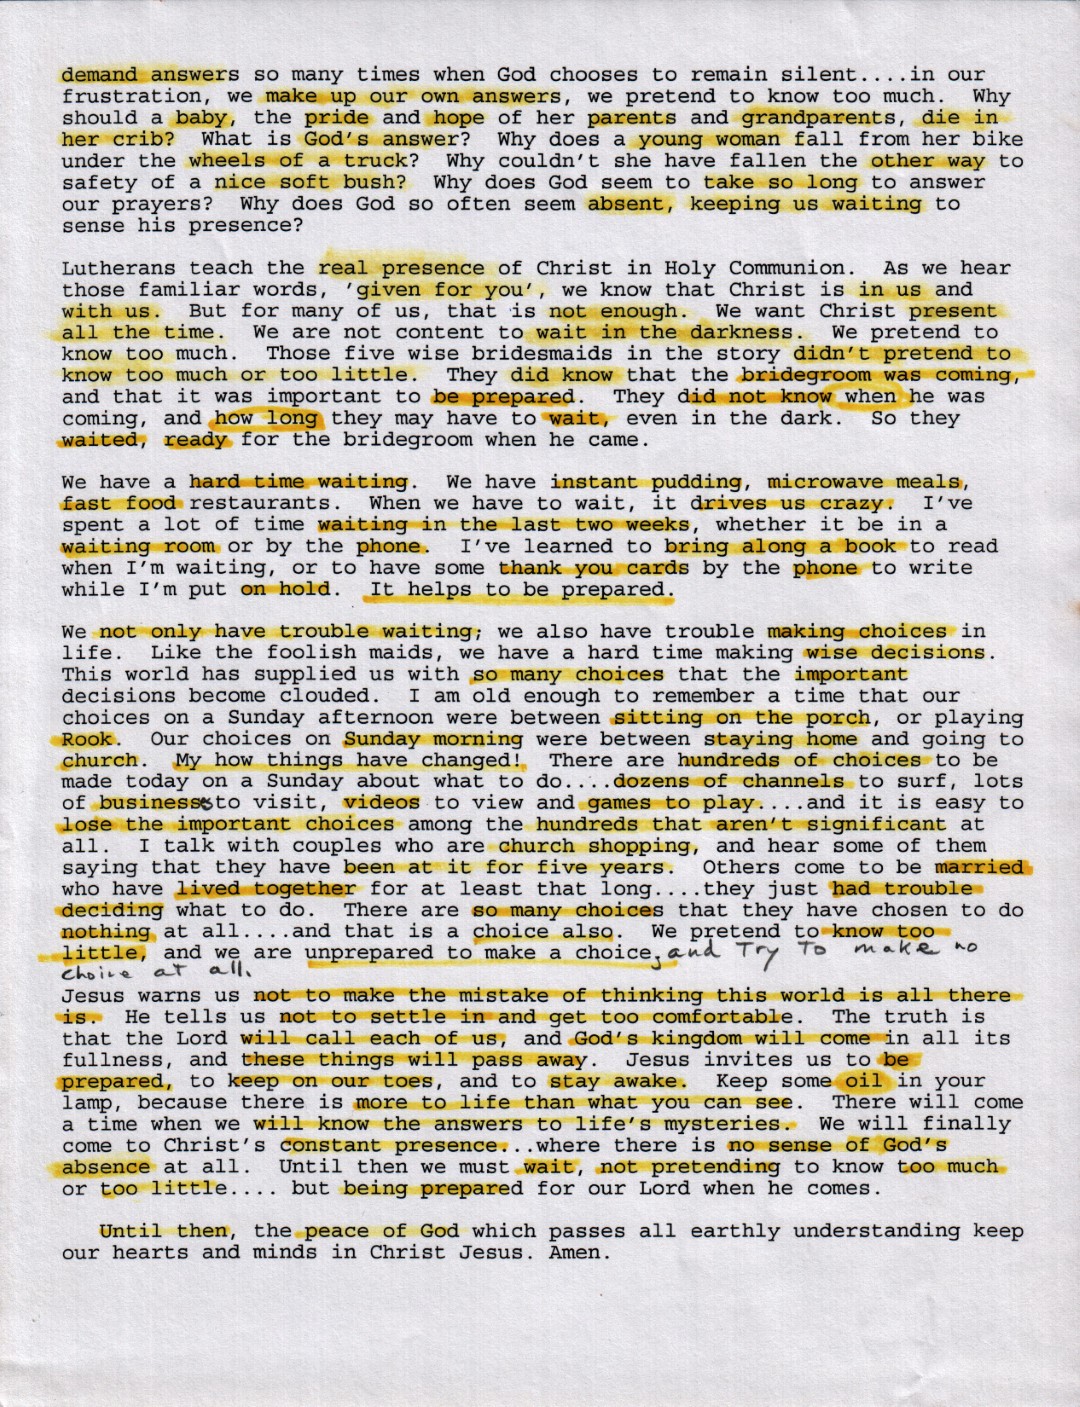 demand answers so many times when God chooses to remain silent....in our
frustration, we make up our own answers, we pretend to know too much.  Why
should a baby, the pride and hope of her parents and grandparents, die in
her crib?  What is God's answer?  Why does a young woman fall from her bike
under the wheels of a truck?  Why couldn't she have fallen the other way to
safety of a nice soft bush?  Why does God seem to take so long to answer
our prayers?  Why does God so often seem absent, keeping us waiting to
sense his presence?

Lutherans teach the real presence of Christ in Holy Communion.  As we hear
those familiar words, 'given for you', we know that Christ is in us and
with us.  But for many of us, that is not enough.  We want Christ present
all the time.  We are not content to wait in the darkness.  We pretend to
know too much.  Those five wise bridesmaids in the story didn't pretend to
know too much or too little.  They did know that the bridegroom was coming,
and that it was important to be prepared.  They did not know when he was
coming, and how long they may have to wait, even in the dark.  So they
waited, ready for the bridegroom when he came.

We have a hard time waiting.  We have instant pudding, microwave meals,
fast food restaurants.  When we have to wait, it drives us crazy.  I've
spent a lot of time waiting in the last two weeks, whether it be in a
waiting room or by the phone.  I've learned to bring along a book to read
when I'm waiting, or to have some thank you cards by the phone to write
while I'm put on hold.  It helps to be prepared.

We not only have trouble waiting; we also have trouble making choices in
life.  Like the foolish maids, we have a hard time making wise decisions.
This world has supplied us with so many choices that the important
decisions become clouded.  I am old enough to remember a time that our
choices on a Sunday afternoon were between sitting on the porch, or playing
Rook.  Our choices on Sunday morning were between staying home and going to
church.  My how things have changed!  There are hundreds of choices to be
made today on a Sunday about what to do....dozens of channels to surf, lots
of businesses to visit, videos to view and games to play....and it is easy to
lose the important choices among the hundreds that aren't significant at
all.  I talk with couples who are church shopping, and hear some of them
saying that they have been at it for five years.  Others come to be married
who have lived together for at least that long....they just had trouble
deciding what to do.  There are so many choices that they have chosen to do
nothing at all....and that is a choice also.  We pretend to know too
little, and we are unprepared to make a choice, and Try To make no
choice at all.
Jesus warns us not to make the mistake of thinking this world is all there
is.  He tells us not to settle in and get too comfortable.  The truth is
that the Lord will call each of us, and God's kingdom will come in all its
fullness, and these things will pass away.  Jesus invites us to be
prepared, to keep on our toes, and to stay awake.  Keep some oil in your
lamp, because there is more to life than what you can see.  There will come
a time when we will know the answers to life's mysteries.  We will finally
come to Christ's constant presence...where there is no sense of God's
absence at all.  Until then we must wait, not pretending to know too much
or too little.... but being prepared for our Lord when he comes.

Until then, the peace of God which passes all earthly understanding keep
our hearts and minds in Christ Jesus. Amen.